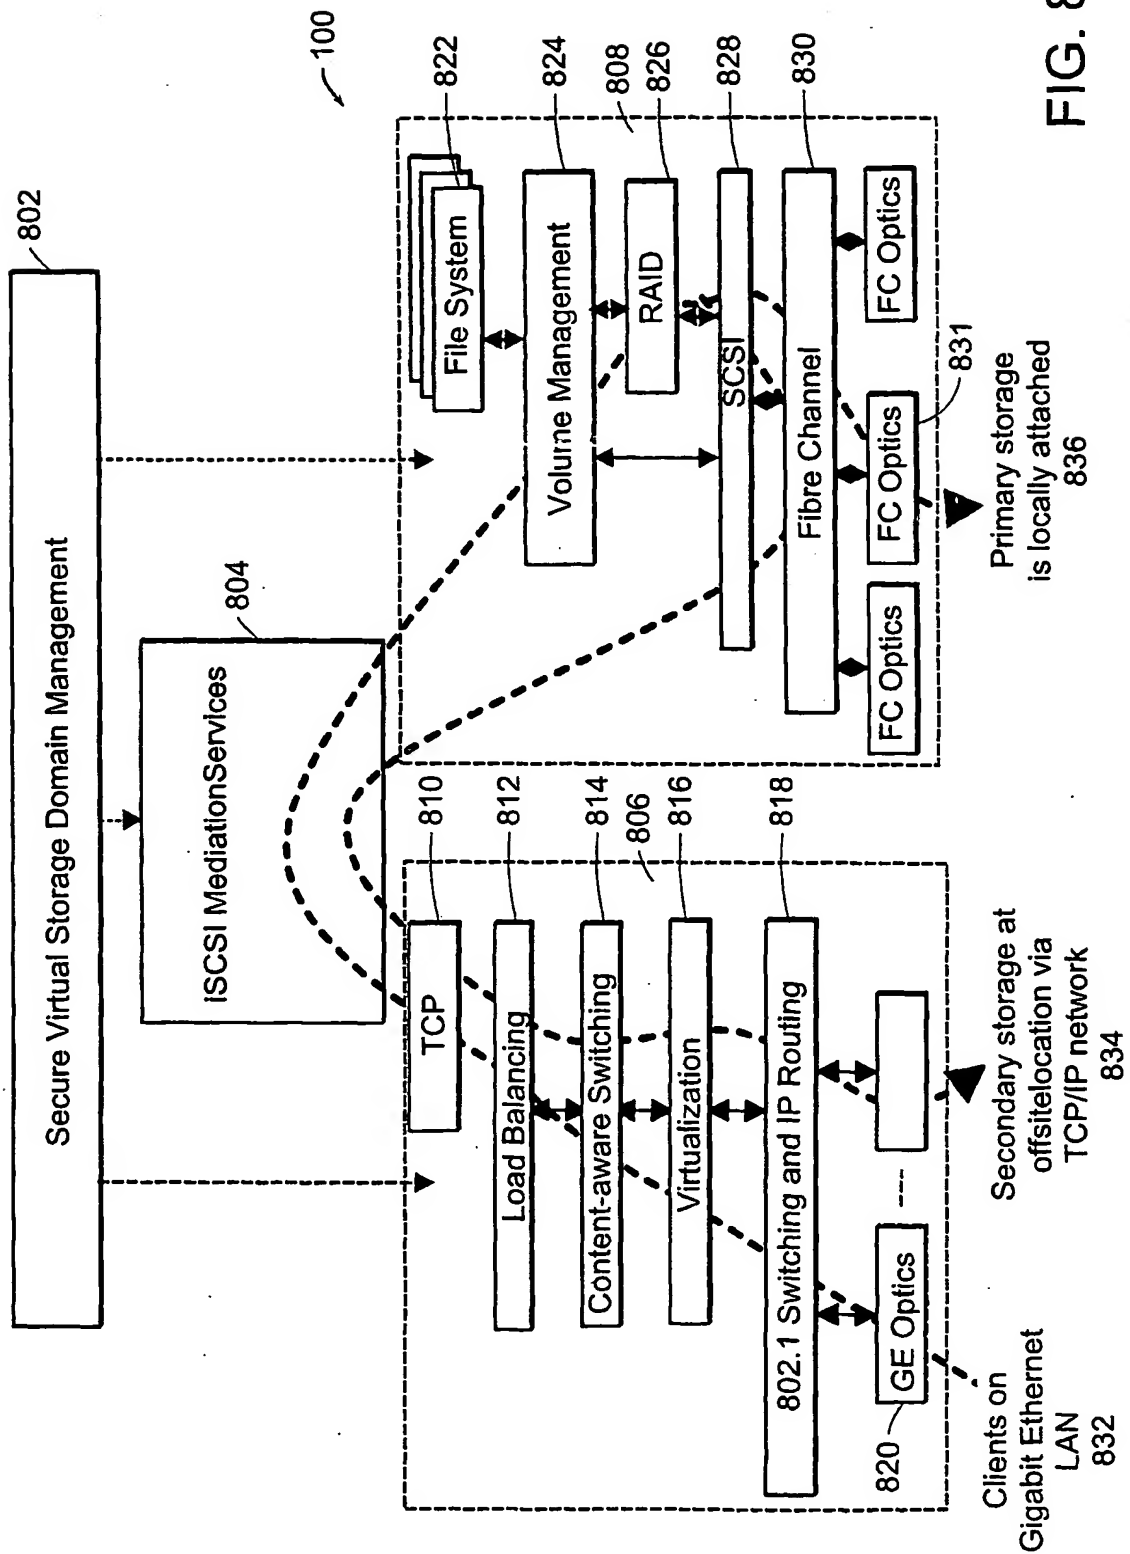 802
Secure Virtual Storage Domain Management
100
804
iSCSI MediationServices
810
TCP
812
Load Balancing
814
Content-aware Switching
806
816
Virtualization
818
802.1 Switching and IP Routing
820
GE Optics
Clients on
Gigabit Ethernet
LAN
832
Secondary storage at
offsitelocation via
TCP/IP network
834
822
File System
824
Volume Management
808
826
RAID
828
SCSI
830
Fibre Channel
FC Optics
FC Optics
FC Optics
831
Primary storage
is locally attached
836
FIG. 8